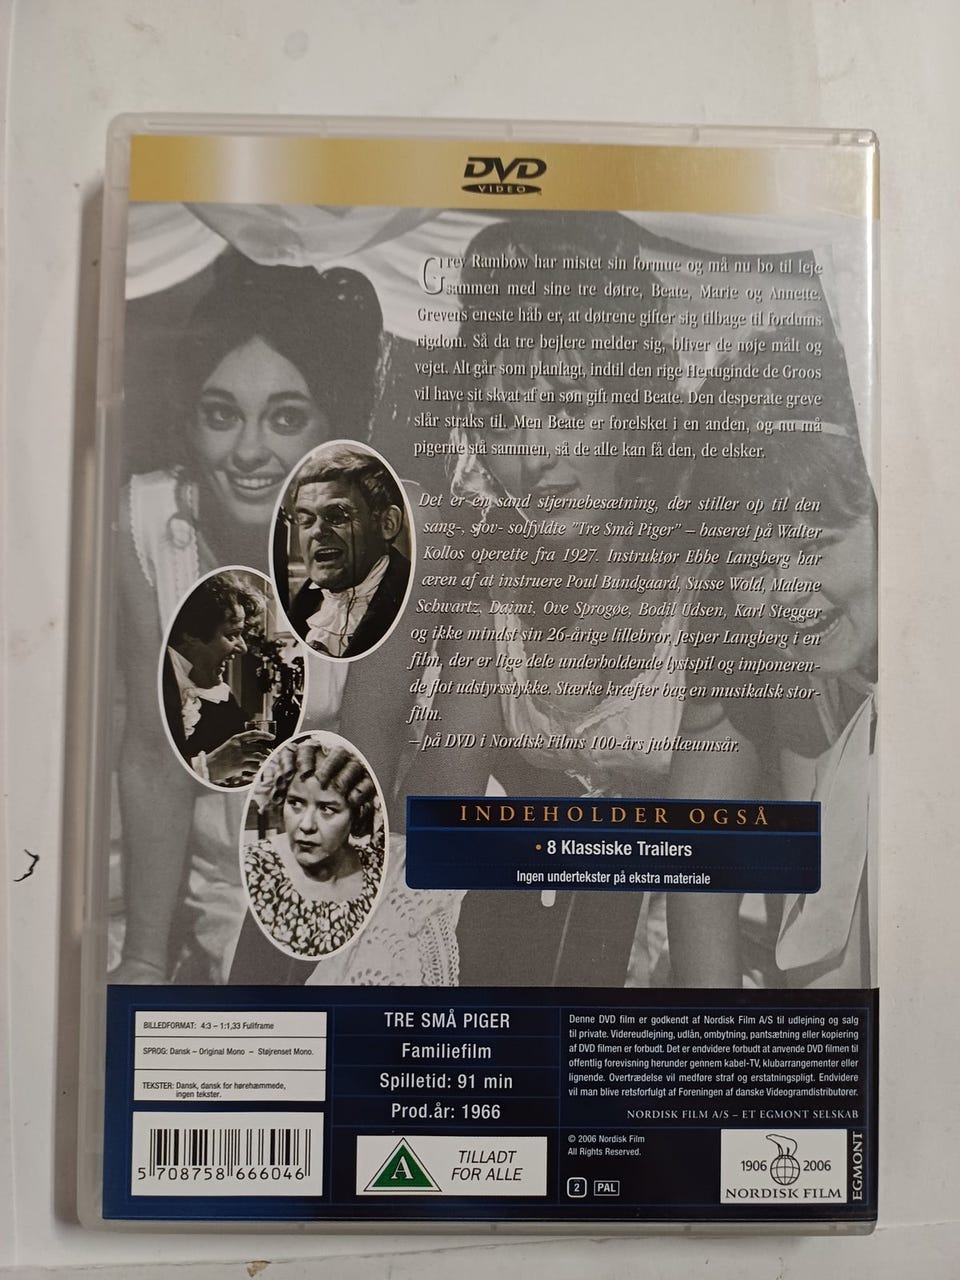 DVD
VIDEO
Grev Rambow har mistet sin formue og må nu bo til leje
sammen med sine tre døtre, Beate, Marie og Annette.
Grevens eneste håb er, at døtrene gifter sig tilbage til fordums
rigdom. Så da tre bejlere melder sig, bliver de nøje målt og
vejet. Alt går som planlagt, indtil den rige Hertuginde de Groos
vil have sit skvat af en søn gift med Beate. Den desperate greve
slår straks til. Men Beate er forelsket i en anden, og nu må
pigerne stå sammen, så de alle kan få den, de elsker.
Det er en sand stjernebesætning, der stiller op til den
sang-, sjov- solfyldte "Tre Små Piger" – baseret på Walter
Kollos operette fra 1927. Instruktør Ebbe Langberg har
æren af at instruere Poul Bundgaard, Susse Wold, Malene
Schwartz, Daimi, Ove Sprogøe, Bodil Udsen, Karl Stegger
og ikke mindst sin 26-årige lillebror, Jesper Langberg i en
film, der er lige dele underholdende lystspil og imponeren-
de flot udstyrsstykke. Stærke kræfter bag en musikalsk stor-
film.
– på DVD i Nordisk Films 100-års jubilæumsår.
INDEHOLDER OGSÅ
• 8 Klassiske Trailers
Ingen undertekster på ekstra materiale
BILLEDFORMAT: 4:3 – 1:1,33 Fullframe
SPROG: Dansk – Original Mono – Støjrenset Mono.
TEKSTER: Dansk, dansk for hørehæmmede,
ingen tekster.
5 708758 666046
TRE SMÅ PIGER
Familiefilm
Spilletid: 91 min
Prod.år: 1966
A
TILLADT
FOR ALLE
Denne DVD film er godkendt af Nordisk Film A/S til udlejning og salg
til private. Videreudlejning, udlån, ombytning, pantsætning eller kopiering
af DVD filmen er forbudt. Det er endvidere forbudt at anvende DVD filmen til
offentlig forevisning herunder gennem kabel-TV, klubarrangementer eller
lignende. Overtrædelse vil medføre straf og erstatningspligt. Endvidere
vil man blive retsforfulgt af Foreningen af danske Videogramdistributører.
NORDISK FILM A/S – ET EGMONT SELSKAB
© 2006 Nordisk Film
All Rights Reserved.
2 PAL
1906 2006
NORDISK FILM
EGMONT